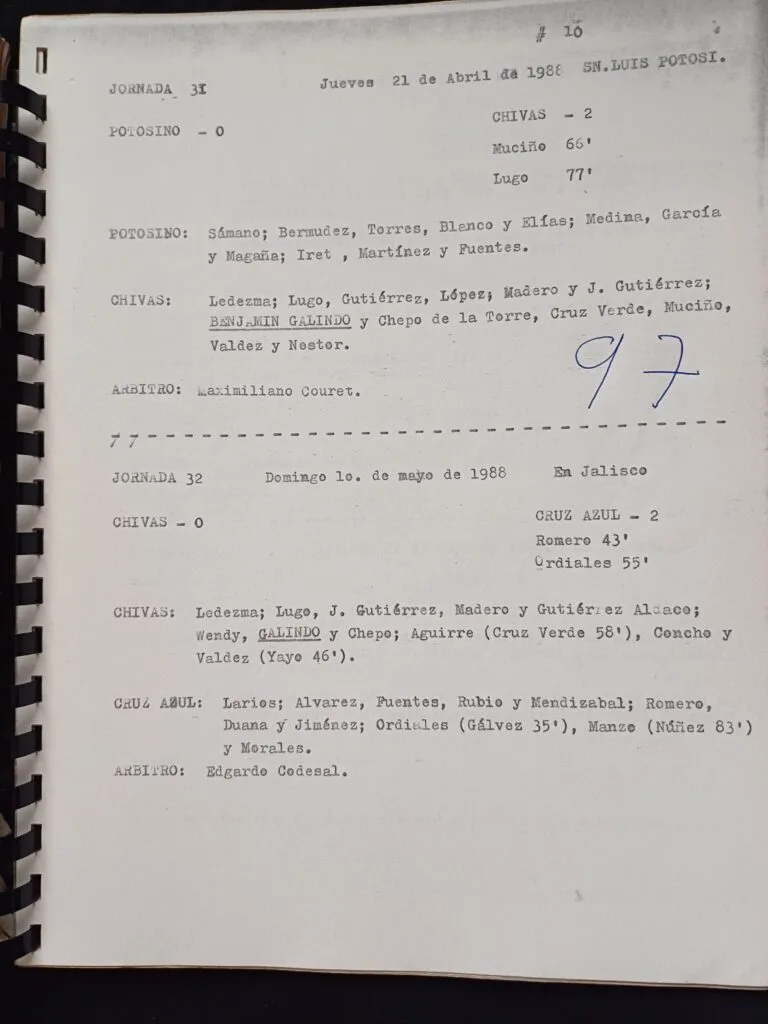 # 10
JORNADA 31 Jueves 21 de Abril de 1988 SN.LUIS POTOSI.
POTOSINO - 0 CHIVAS - 2
Muciño 66'
Lugo 77'
POTOSINO: Sámano; Bermudez, Torres, Blanco y Elías; Medina, García
y Magaña; Iret , Martínez y Fuentes.
CHIVAS: Ledezma; Lugo, Gutiérrez, López; Madero y J. Gutiérrez;
BENJAMIN GALINDO y Chepo de la Torre, Cruz Verde, Muciño,
Valdez y Nestor.
97
ARBITRO: Maximiliano Couret.
JORNADA 32 Domingo 1o. de mayo de 1988 En Jalisco
CHIVAS - 0 CRUZ AZUL - 2
Romero 43'
Ordiales 55'
CHIVAS: Ledezma; Lugo, J. Gutiérrez, Madero y Gutiérrez Aldaco;
Wendy, GALINDO y Chepo; Aguirre (Cruz Verde 58'), Concho y
Valdez (Yayo 46').
CRUZ AZUL: Larios; Alvarez, Fuentes, Rubio y Mendizabal; Romero,
Duana y Jiménez; Ordiales (Gálvez 35'), Manzo (Núñez 83')
y Morales.
ARBITRO: Edgardo Codesal.